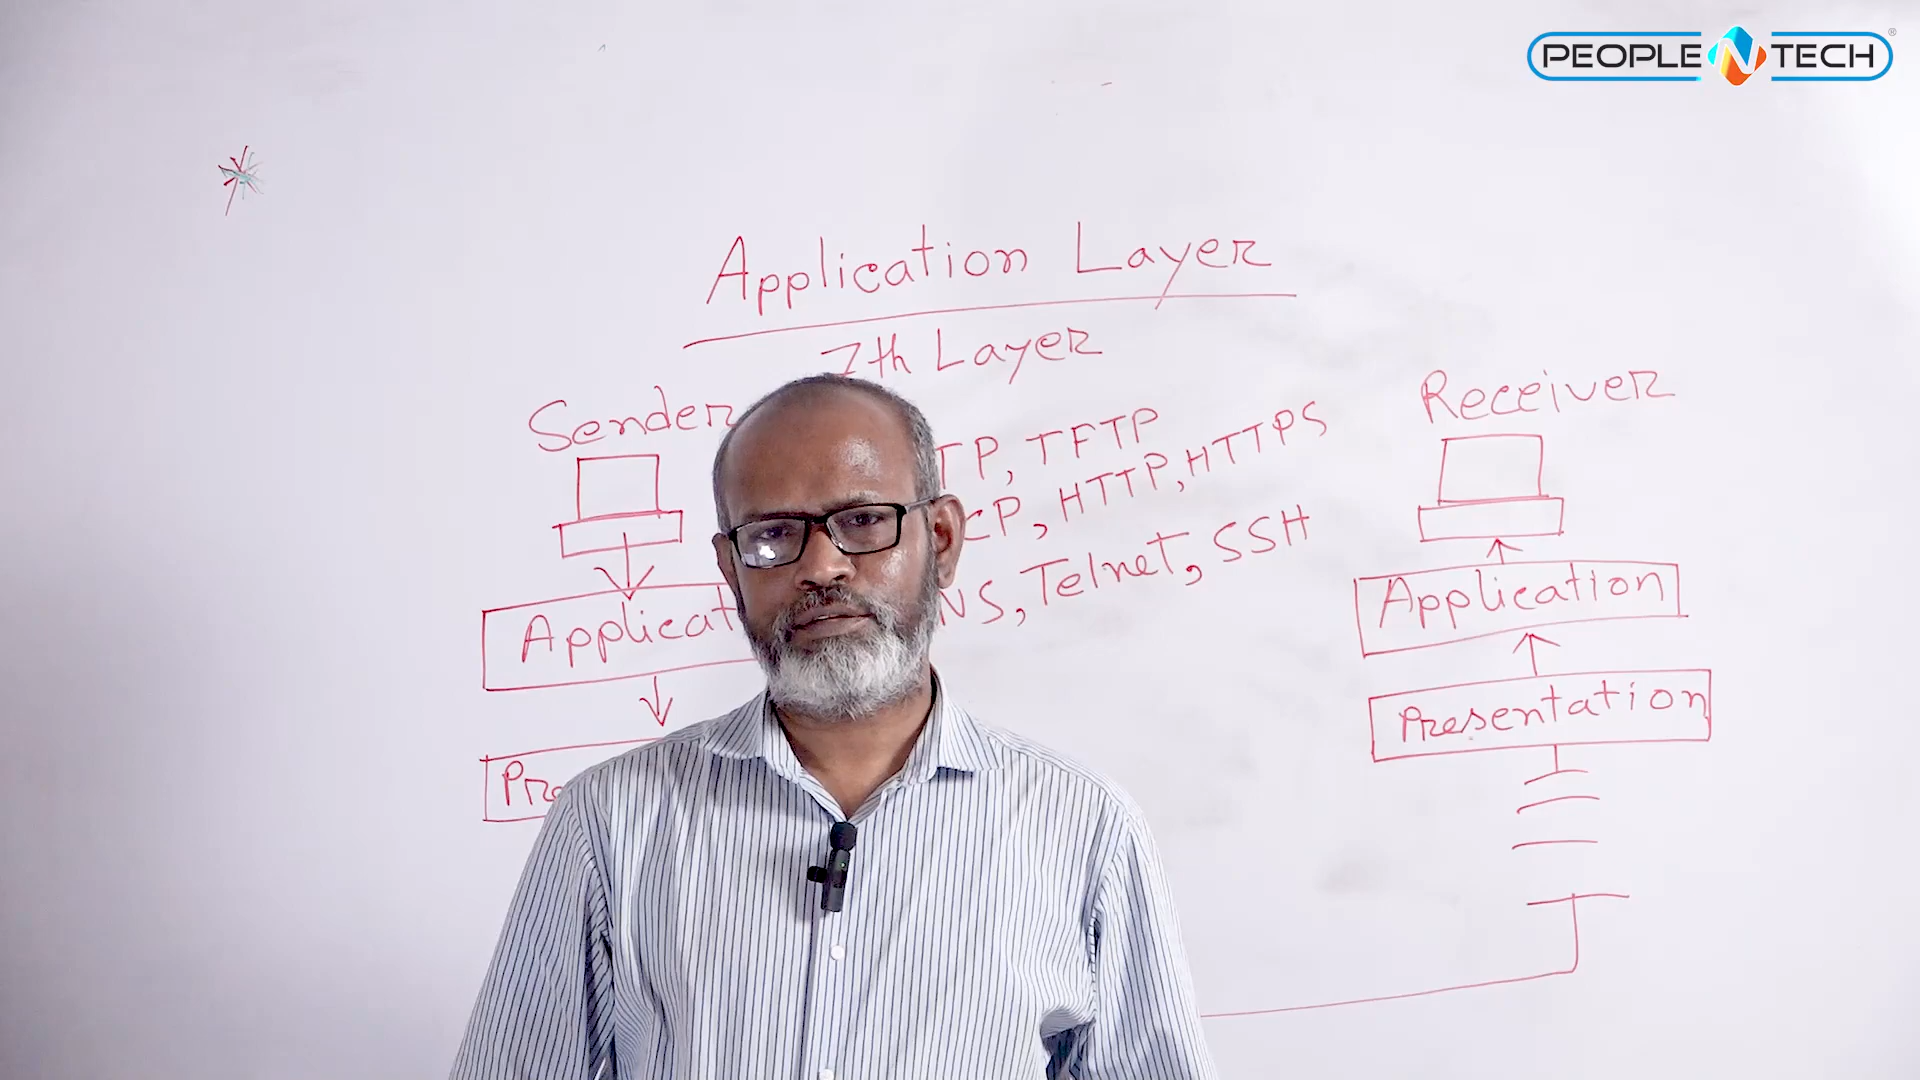 PEOPLE N TECH
Application Layer
7th Layer
Sender
TP, TFTP
CP, HTTP, HTTPS
NS, Telnet, SSH
Applicat
Pre
Receiver
Application
Presentation